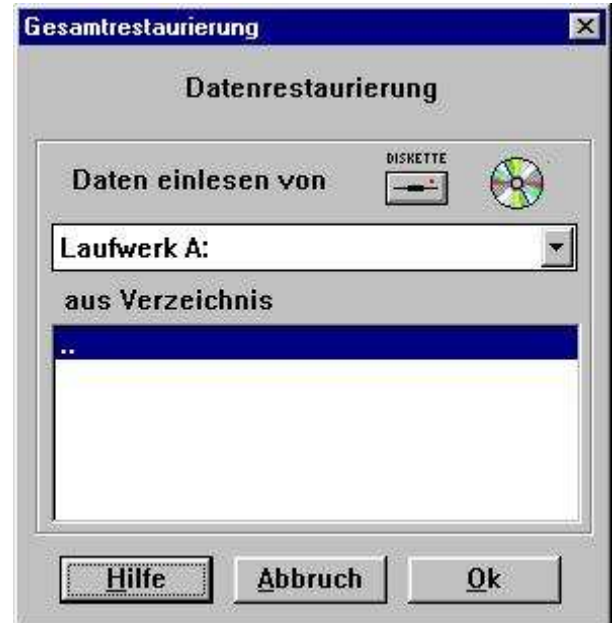 Gesamtrestaurierung
Datenrestaurierung
DISKETTE
Daten einlesen von
Laufwerk A:
aus Verzeichnis
..
Hilfe Abbruch Ok